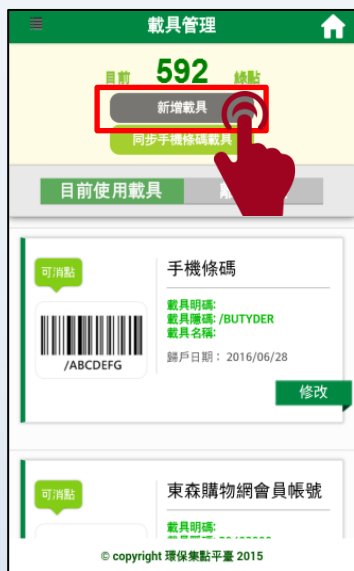 載具管理
目前 592 綠點
新增載具
同步手機條碼載具
目前使用載具
可消點
手機條碼
載具明碼:
載具隱碼: /BUTYDER
載具名稱:
/ABCDEFG
歸戶日期： 2016/06/28
修改
可消點
東森購物網會員帳號
載具明碼:
© copyright 環保集點平臺 2015